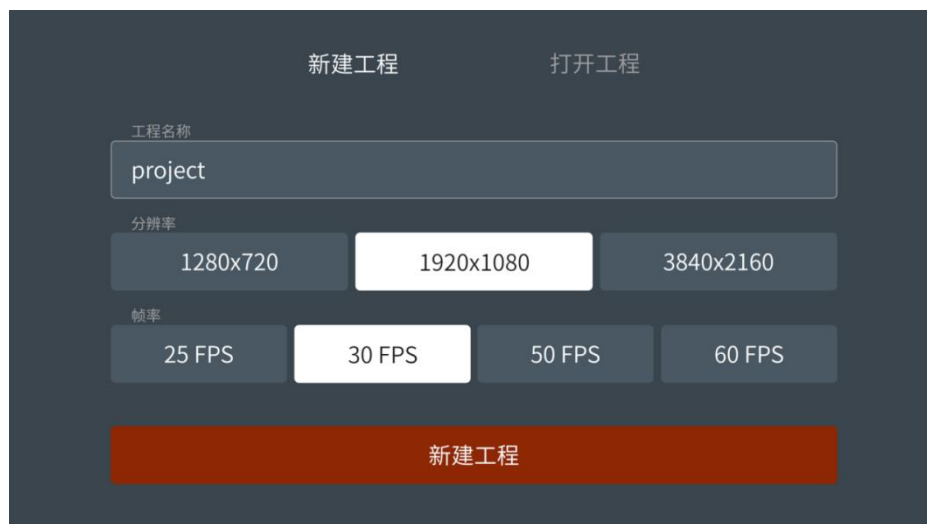 新建工程 打开工程
工程名称
project
分辨率
1280x720 1920x1080 3840x2160
帧率
25 FPS 30 FPS 50 FPS 60 FPS
新建工程